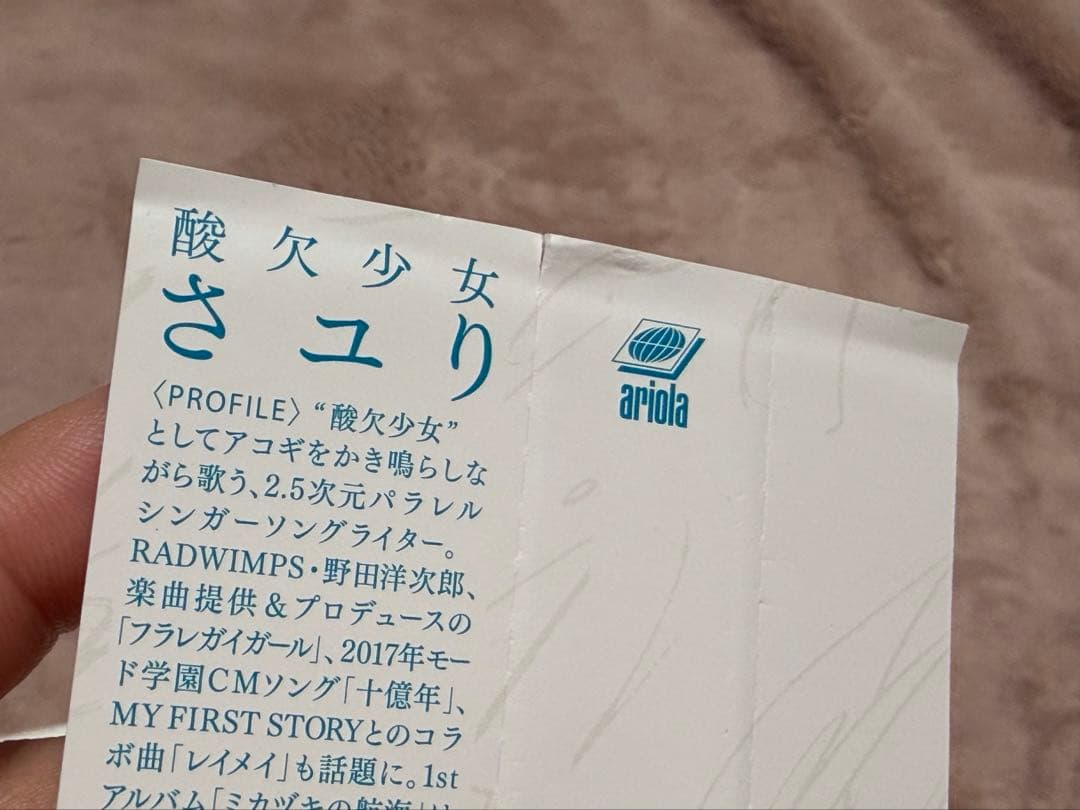 酸欠少女
さユり
〈PROFILE〉“酸欠少女”
としてアコギをかき鳴らしな
がら歌う、2.5次元パラレル
シンガーソングライター。
RADWIMPS・野田洋次郎、
楽曲提供＆プロデュースの
「フラレガイガール」、2017年モー
ド学園CMソング「十億年」、
MY FIRST STORYとのコラ
ボ曲「レイメイ」も話題に。1st
アルバム「ミカヅキの航海」は
ariola